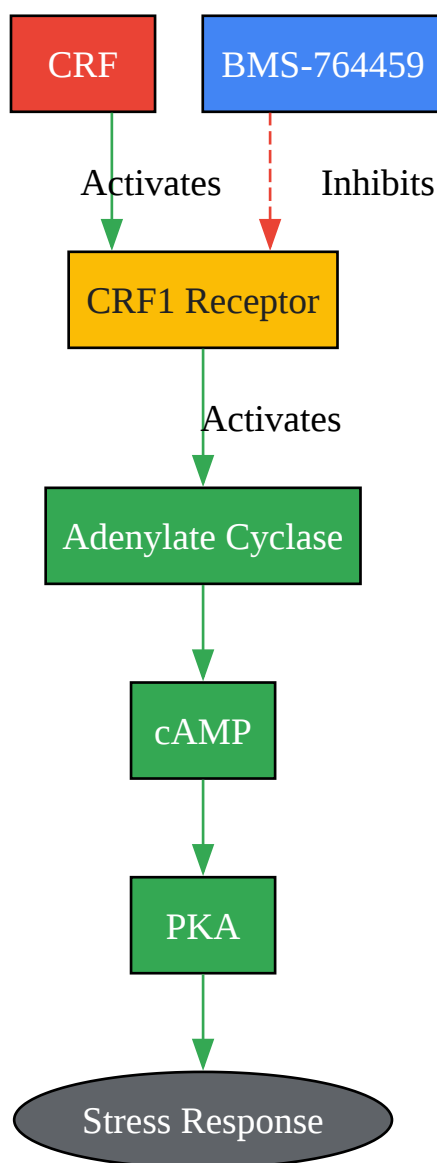 CRF
BMS-764459
Activates
Inhibits
CRF1 Receptor
Activates
Adenylate Cyclase
cAMP
PKA
Stress Response